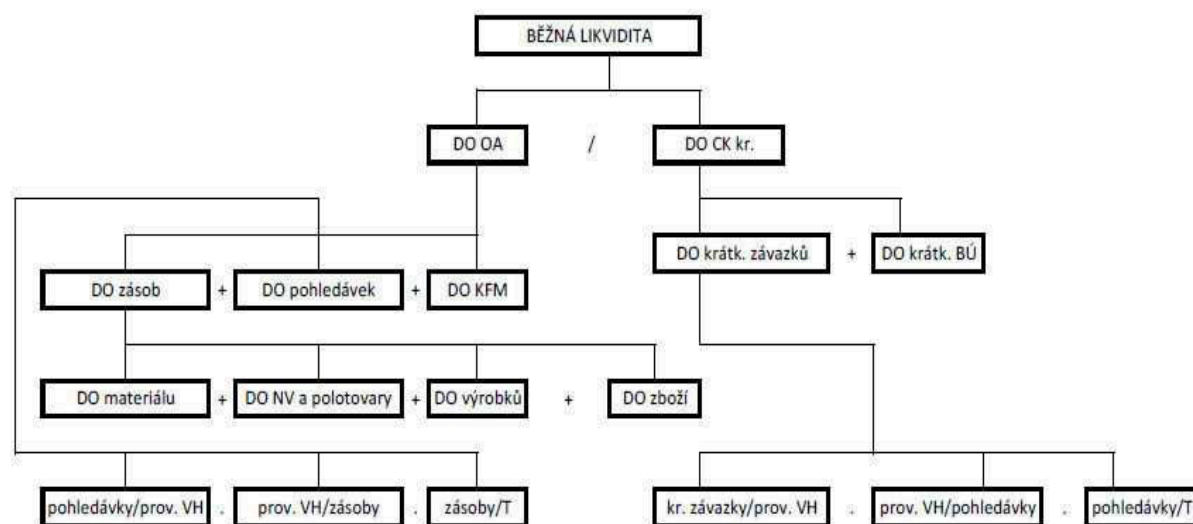 BĚŽNÁ LIKVIDITA
DO OA / DO CK kr.
DO krátk. závazků + DO krátk. BÚ
DO zásob + DO pohledávek + DO KFM
DO materiálu + DO NV a polotovary + DO výrobků + DO zboží
pohledávky/prov. VH . prov. VH/zásoby . zásoby/T kr. závazky/prov. VH . prov. VH/pohledávky . pohledávky/T